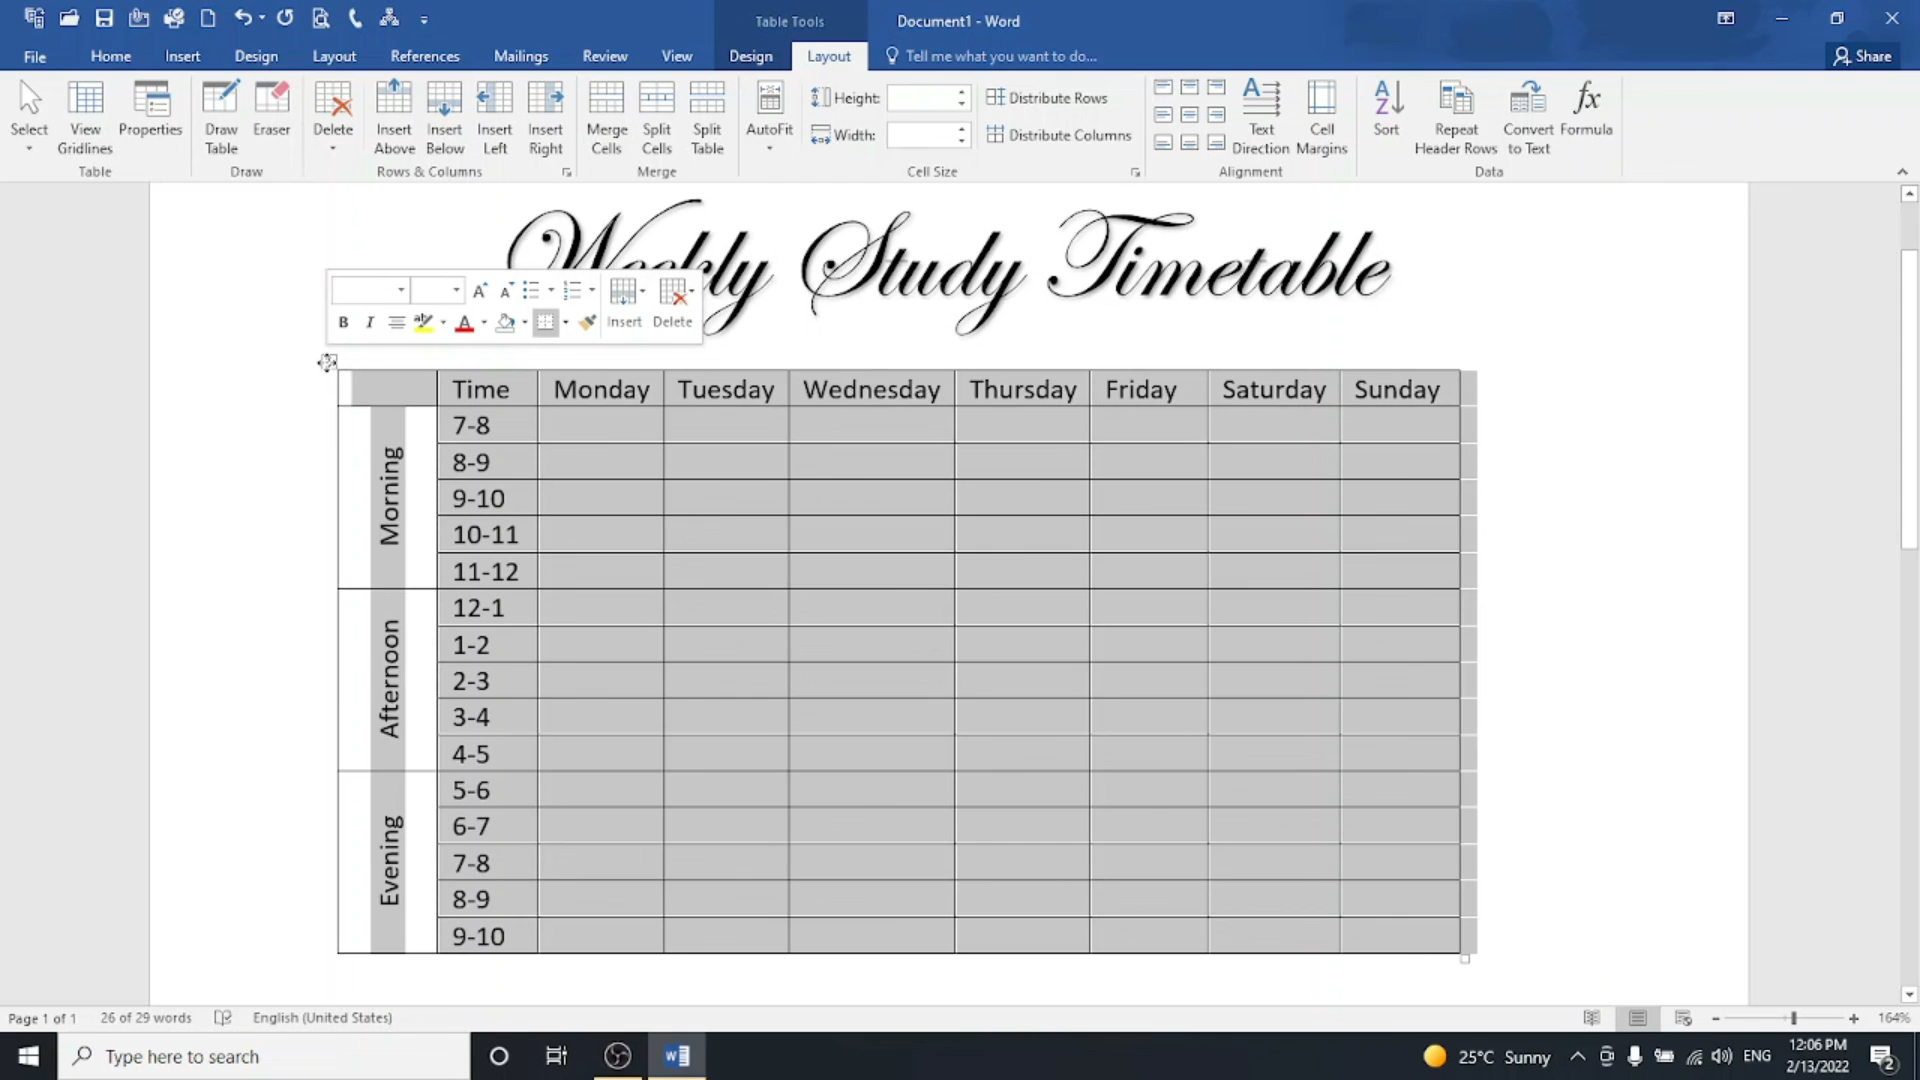 Table Tools
Document1 - Word
File Home Insert Design Layout References Mailings Review View Design Layout Tell me what you want to do... Share
Select
View Gridlines
Properties
Table
Draw Table
Eraser
Draw
Delete
Insert Above
Insert Below
Insert Left
Insert Right
Rows & Columns
Merge Cells
Split Cells
Split Table
Merge
AutoFit
Height:
Width:
Distribute Rows
Distribute Columns
Cell Size
Text Direction
Cell Margins
Alignment
Sort
Repeat Header Rows
Convert to Text
Formula
Data
Weekly Study Timetable
Insert Delete
Time Monday Tuesday Wednesday Thursday Friday Saturday Sunday
Morning
7-8
8-9
9-10
10-11
11-12
Afternoon
12-1
1-2
2-3
3-4
4-5
Evening
5-6
6-7
7-8
8-9
9-10
Page 1 of 1 26 of 29 words English (United States) 164%
Type here to search
25°C Sunny
ENG
12:06 PM
2/13/2022
2